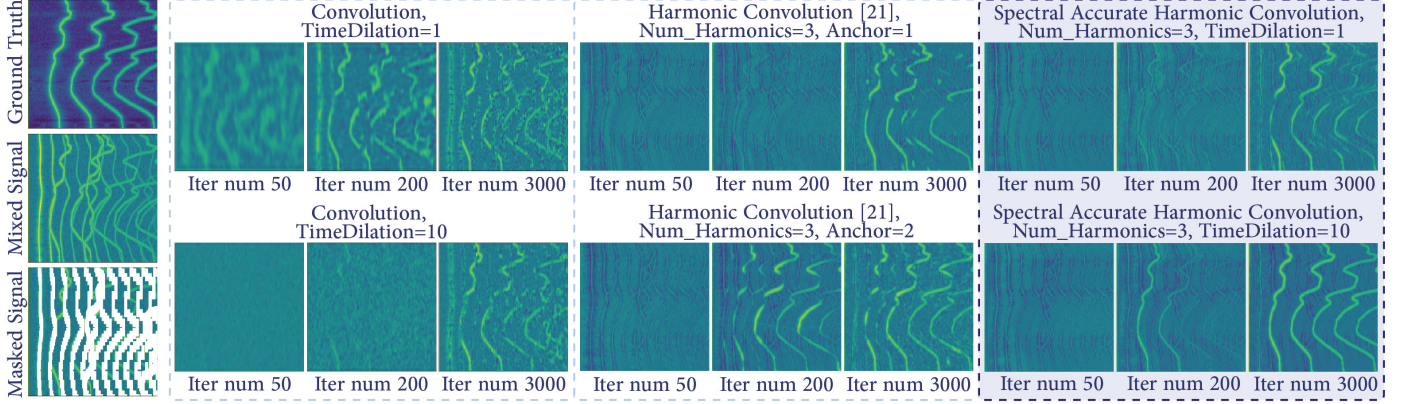 Ground Truth
Mixed Signal
Masked Signal
Convolution,
TimeDilation=1
Iter num 50
Iter num 200
Iter num 3000
Convolution,
TimeDilation=10
Iter num 50
Iter num 200
Iter num 3000
Harmonic Convolution [21],
Num_Harmonics=3, Anchor=1
Iter num 50
Iter num 200
Iter num 3000
Harmonic Convolution [21],
Num_Harmonics=3, Anchor=2
Iter num 50
Iter num 200
Iter num 3000
Spectral Accurate Harmonic Convolution,
Num_Harmonics=3, TimeDilation=1
Iter num 50
Iter num 200
Iter num 3000
Spectral Accurate Harmonic Convolution,
Num_Harmonics=3, TimeDilation=10
Iter num 50
Iter num 200
Iter num 3000